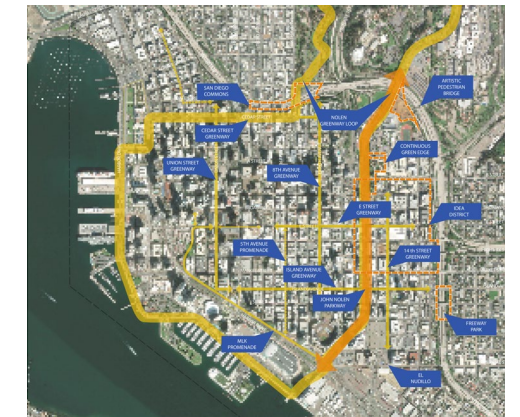 SAN DIEGO
COMMONS
ARTISTIC
PEDESTRIAN
BRIDGE
CEDAR STREET
GREENWAY
NOLEN
GREENWAY LOOP
CONTINUOUS
GREEN EDGE
UNION STREET
GREENWAY
8TH AVENUE
GREENWAY
E STREET
GREENWAY
IDEA
DISTRICT
5TH AVENUE
PROMENADE
14 th STREET
GREENWAY
ISLAND AVENUE
GREENWAY
JOHN NOLEN
PARKWAY
FREEWAY
PARK
MLK
PROMENADE
EL
NUDILLO